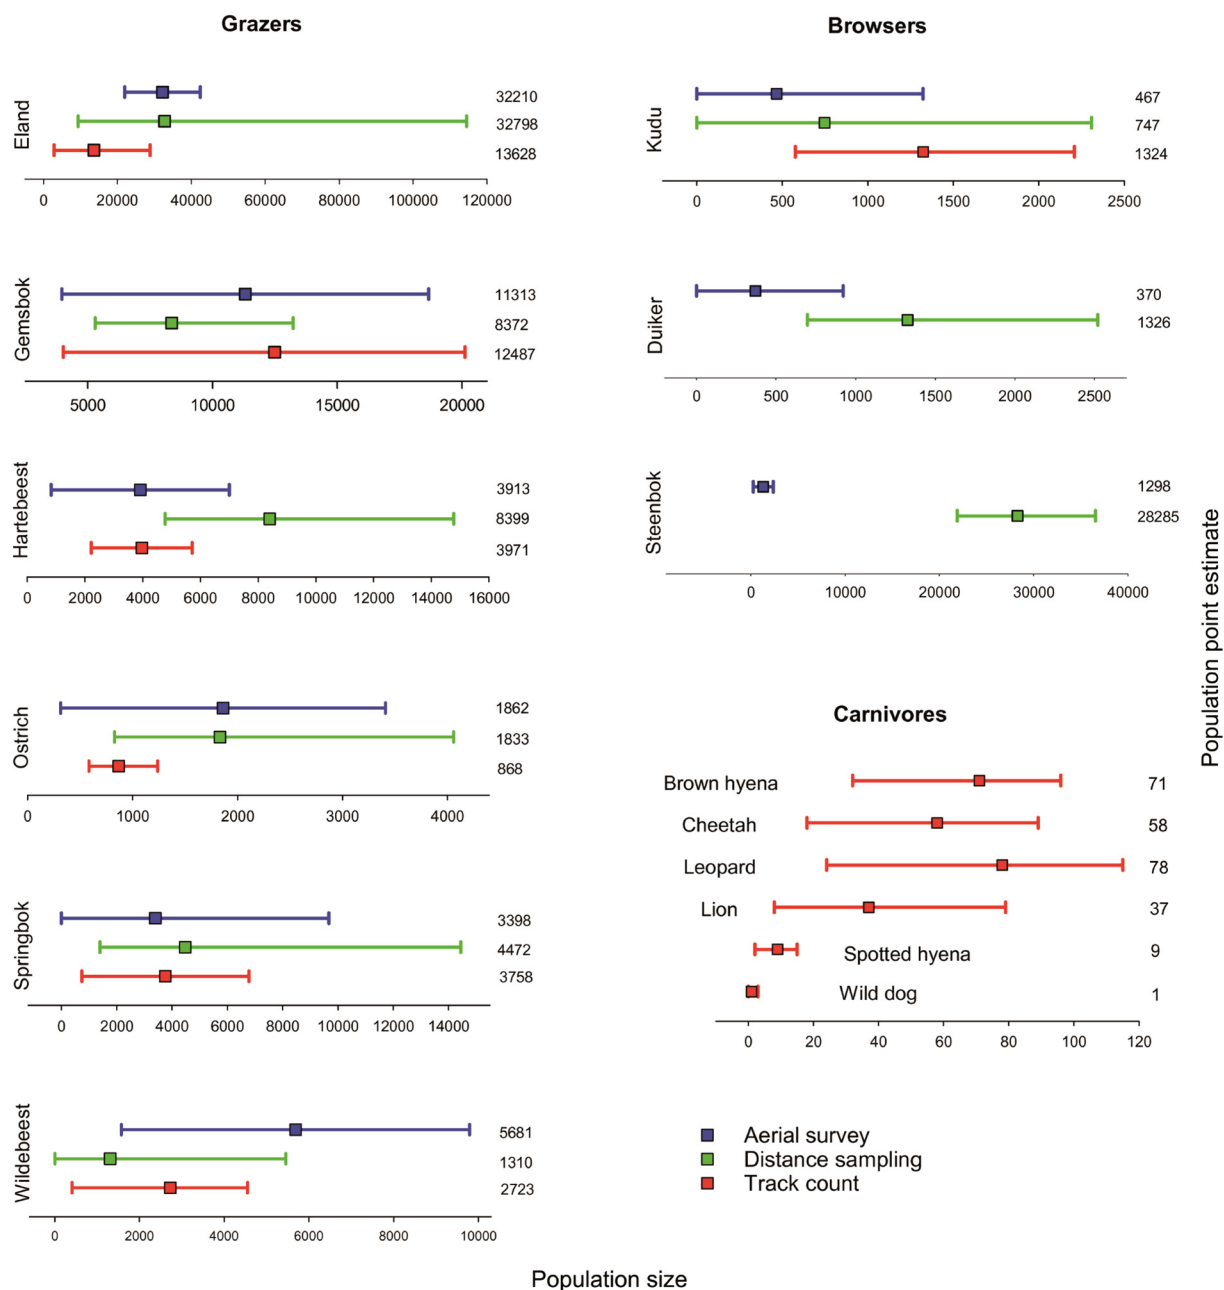 Grazers
Eland
32210
32798
13628
0 20000 40000 60000 80000 100000 120000
Gemsbok
11313
8372
12487
5000 10000 15000 20000
Hartebeest
3913
8399
3971
0 2000 4000 6000 8000 10000 12000 14000 16000
Ostrich
1862
1833
868
0 1000 2000 3000 4000
Springbok
3398
4472
3758
0 2000 4000 6000 8000 10000 12000 14000
Wildebeest
5681
1310
2723
0 2000 4000 6000 8000 10000
Browsers
Kudu
467
747
1324
0 500 1000 1500 2000 2500
Duiker
370
1326
0 500 1000 1500 2000 2500
Steenbok
1298
28285
0 10000 20000 30000 40000
Carnivores
Brown hyena 71
Cheetah 58
Leopard 78
Lion 37
Spotted hyena 9
Wild dog 1
0 20 40 60 80 100 120
Aerial survey
Distance sampling
Track count
Population size
Population point estimate